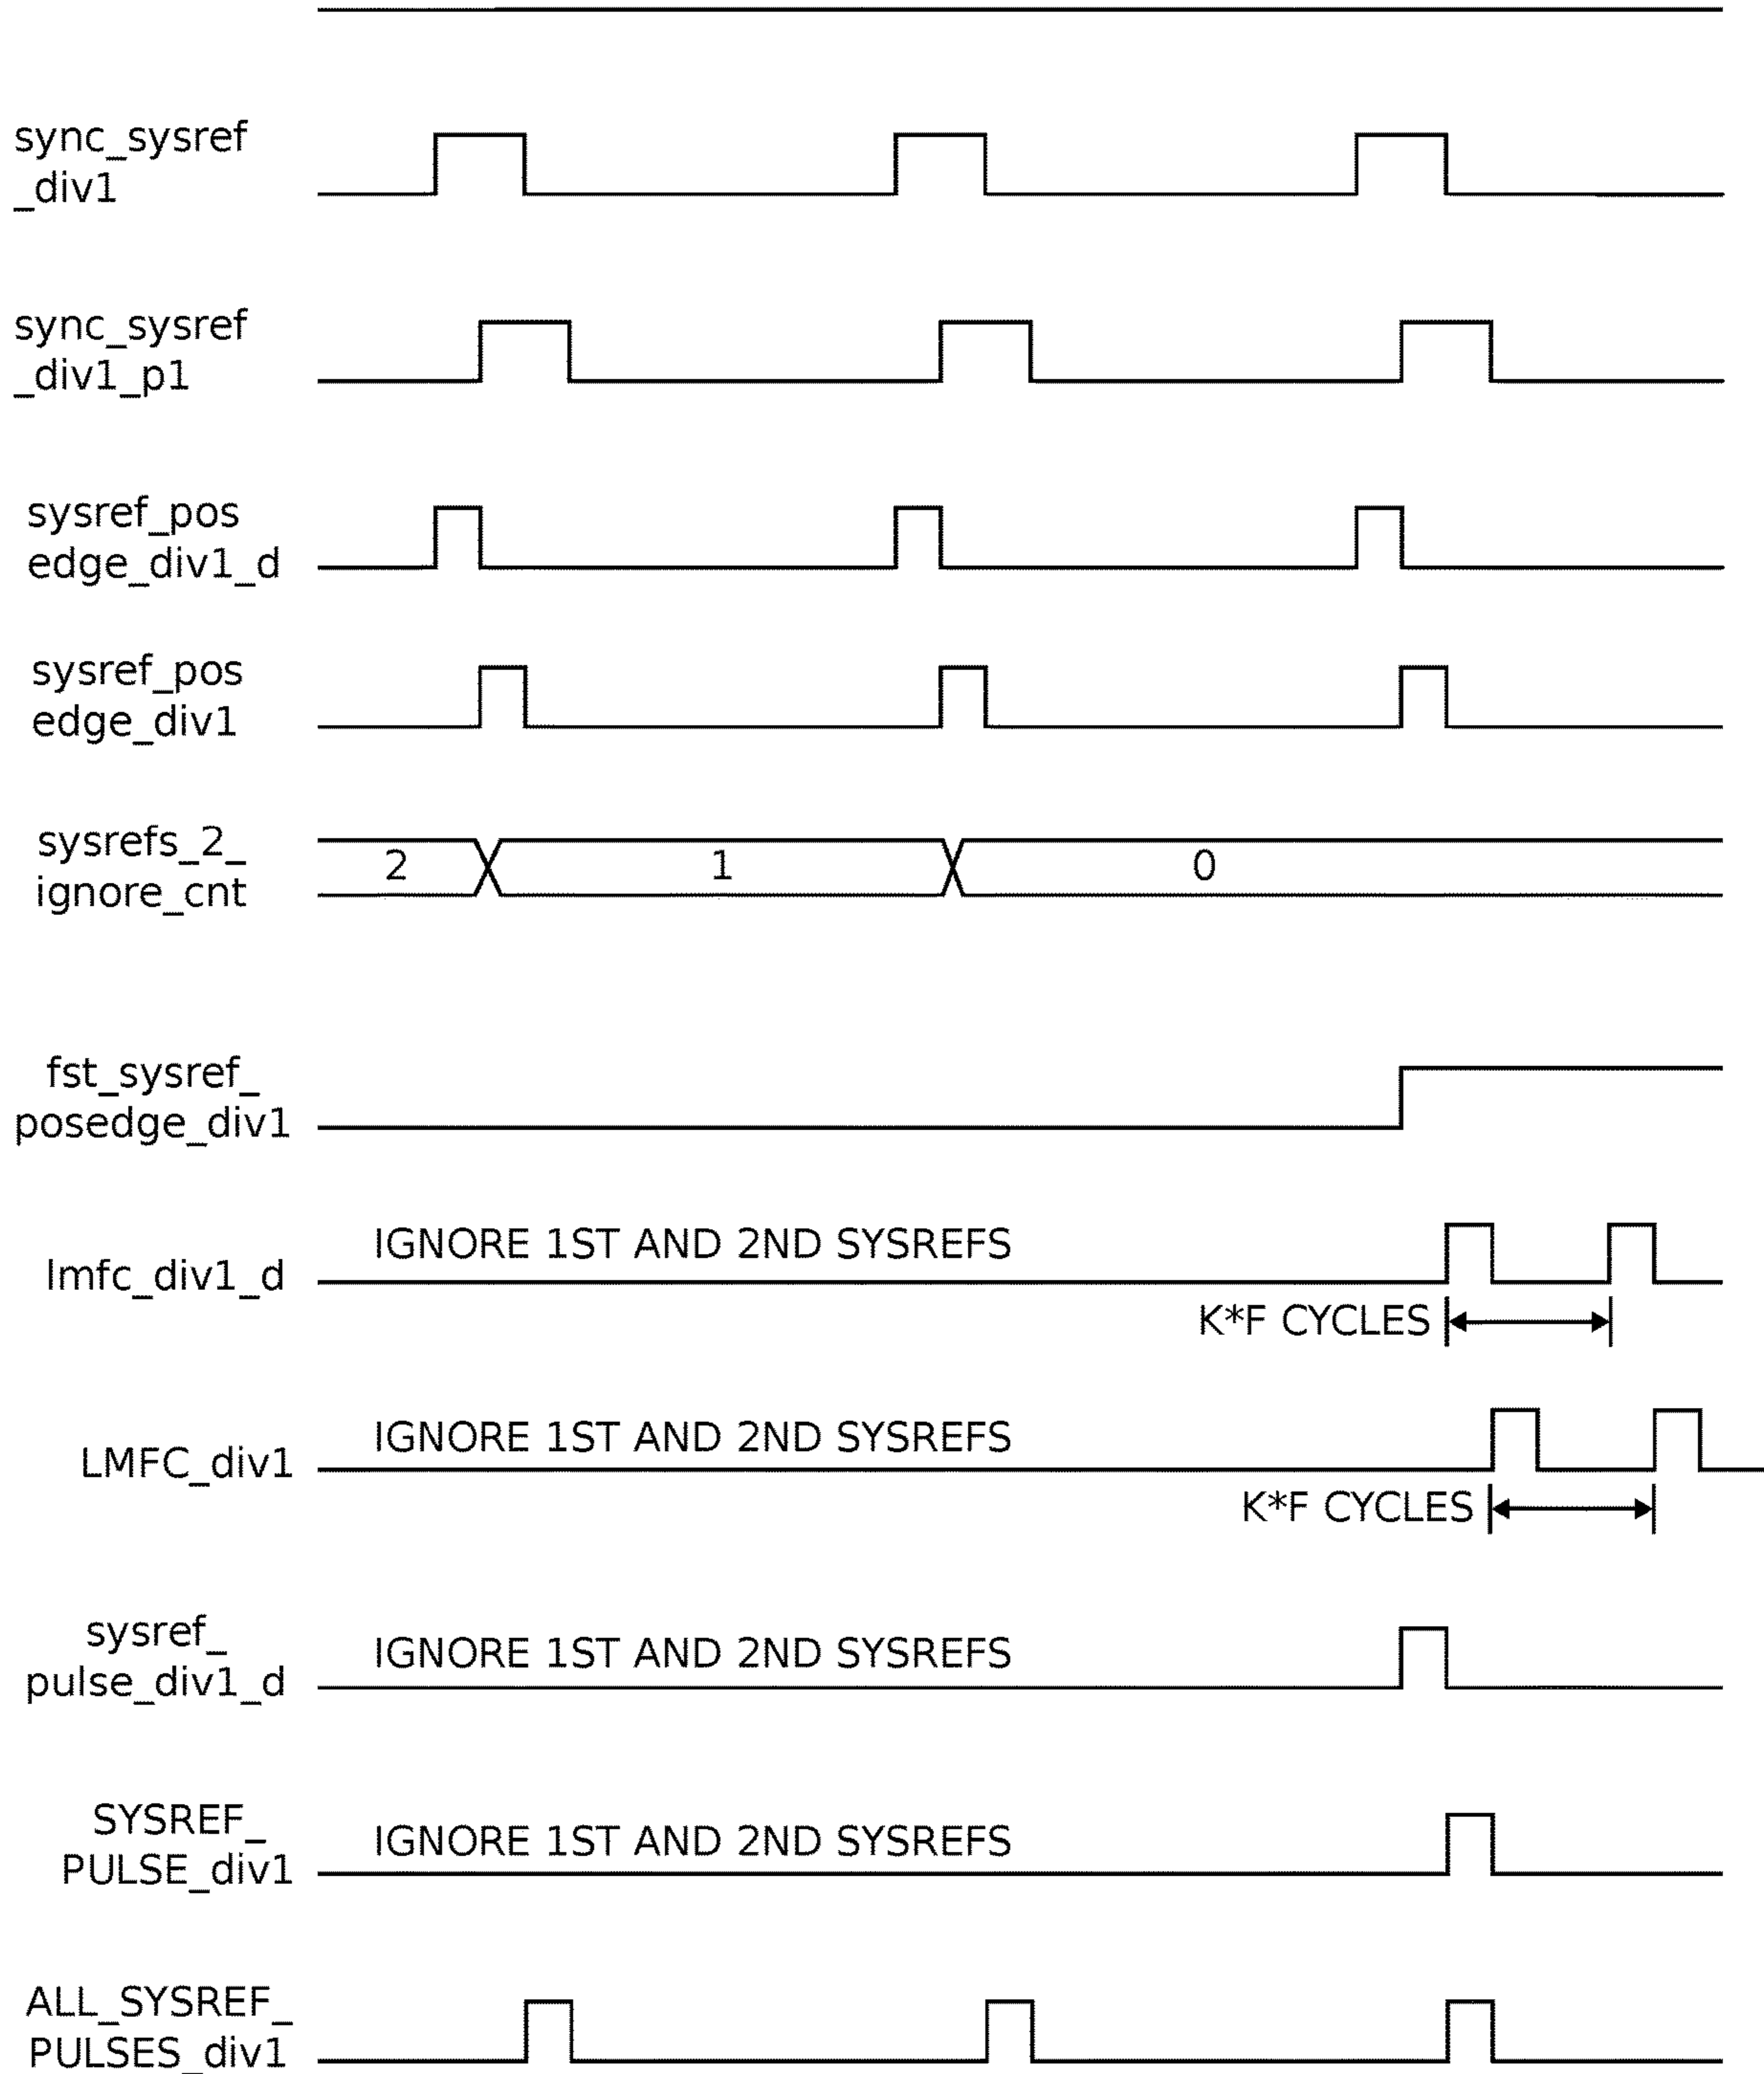 sync_sysref
_div1
sync_sysref
_div1_p1
sysref_pos
edge_div1_d
sysref_pos
edge_div1
sysrefs_2_
ignore_cnt
2
1
0
fst_sysref_
posedge_div1
IGNORE 1ST AND 2ND SYSREFS
lmfc_div1_d
K*F CYCLES
IGNORE 1ST AND 2ND SYSREFS
LMFC_div1
K*F CYCLES
sysref_
pulse_div1_d
IGNORE 1ST AND 2ND SYSREFS
SYSREF_
PULSE_div1
IGNORE 1ST AND 2ND SYSREFS
ALL_SYSREF_
PULSES_div1